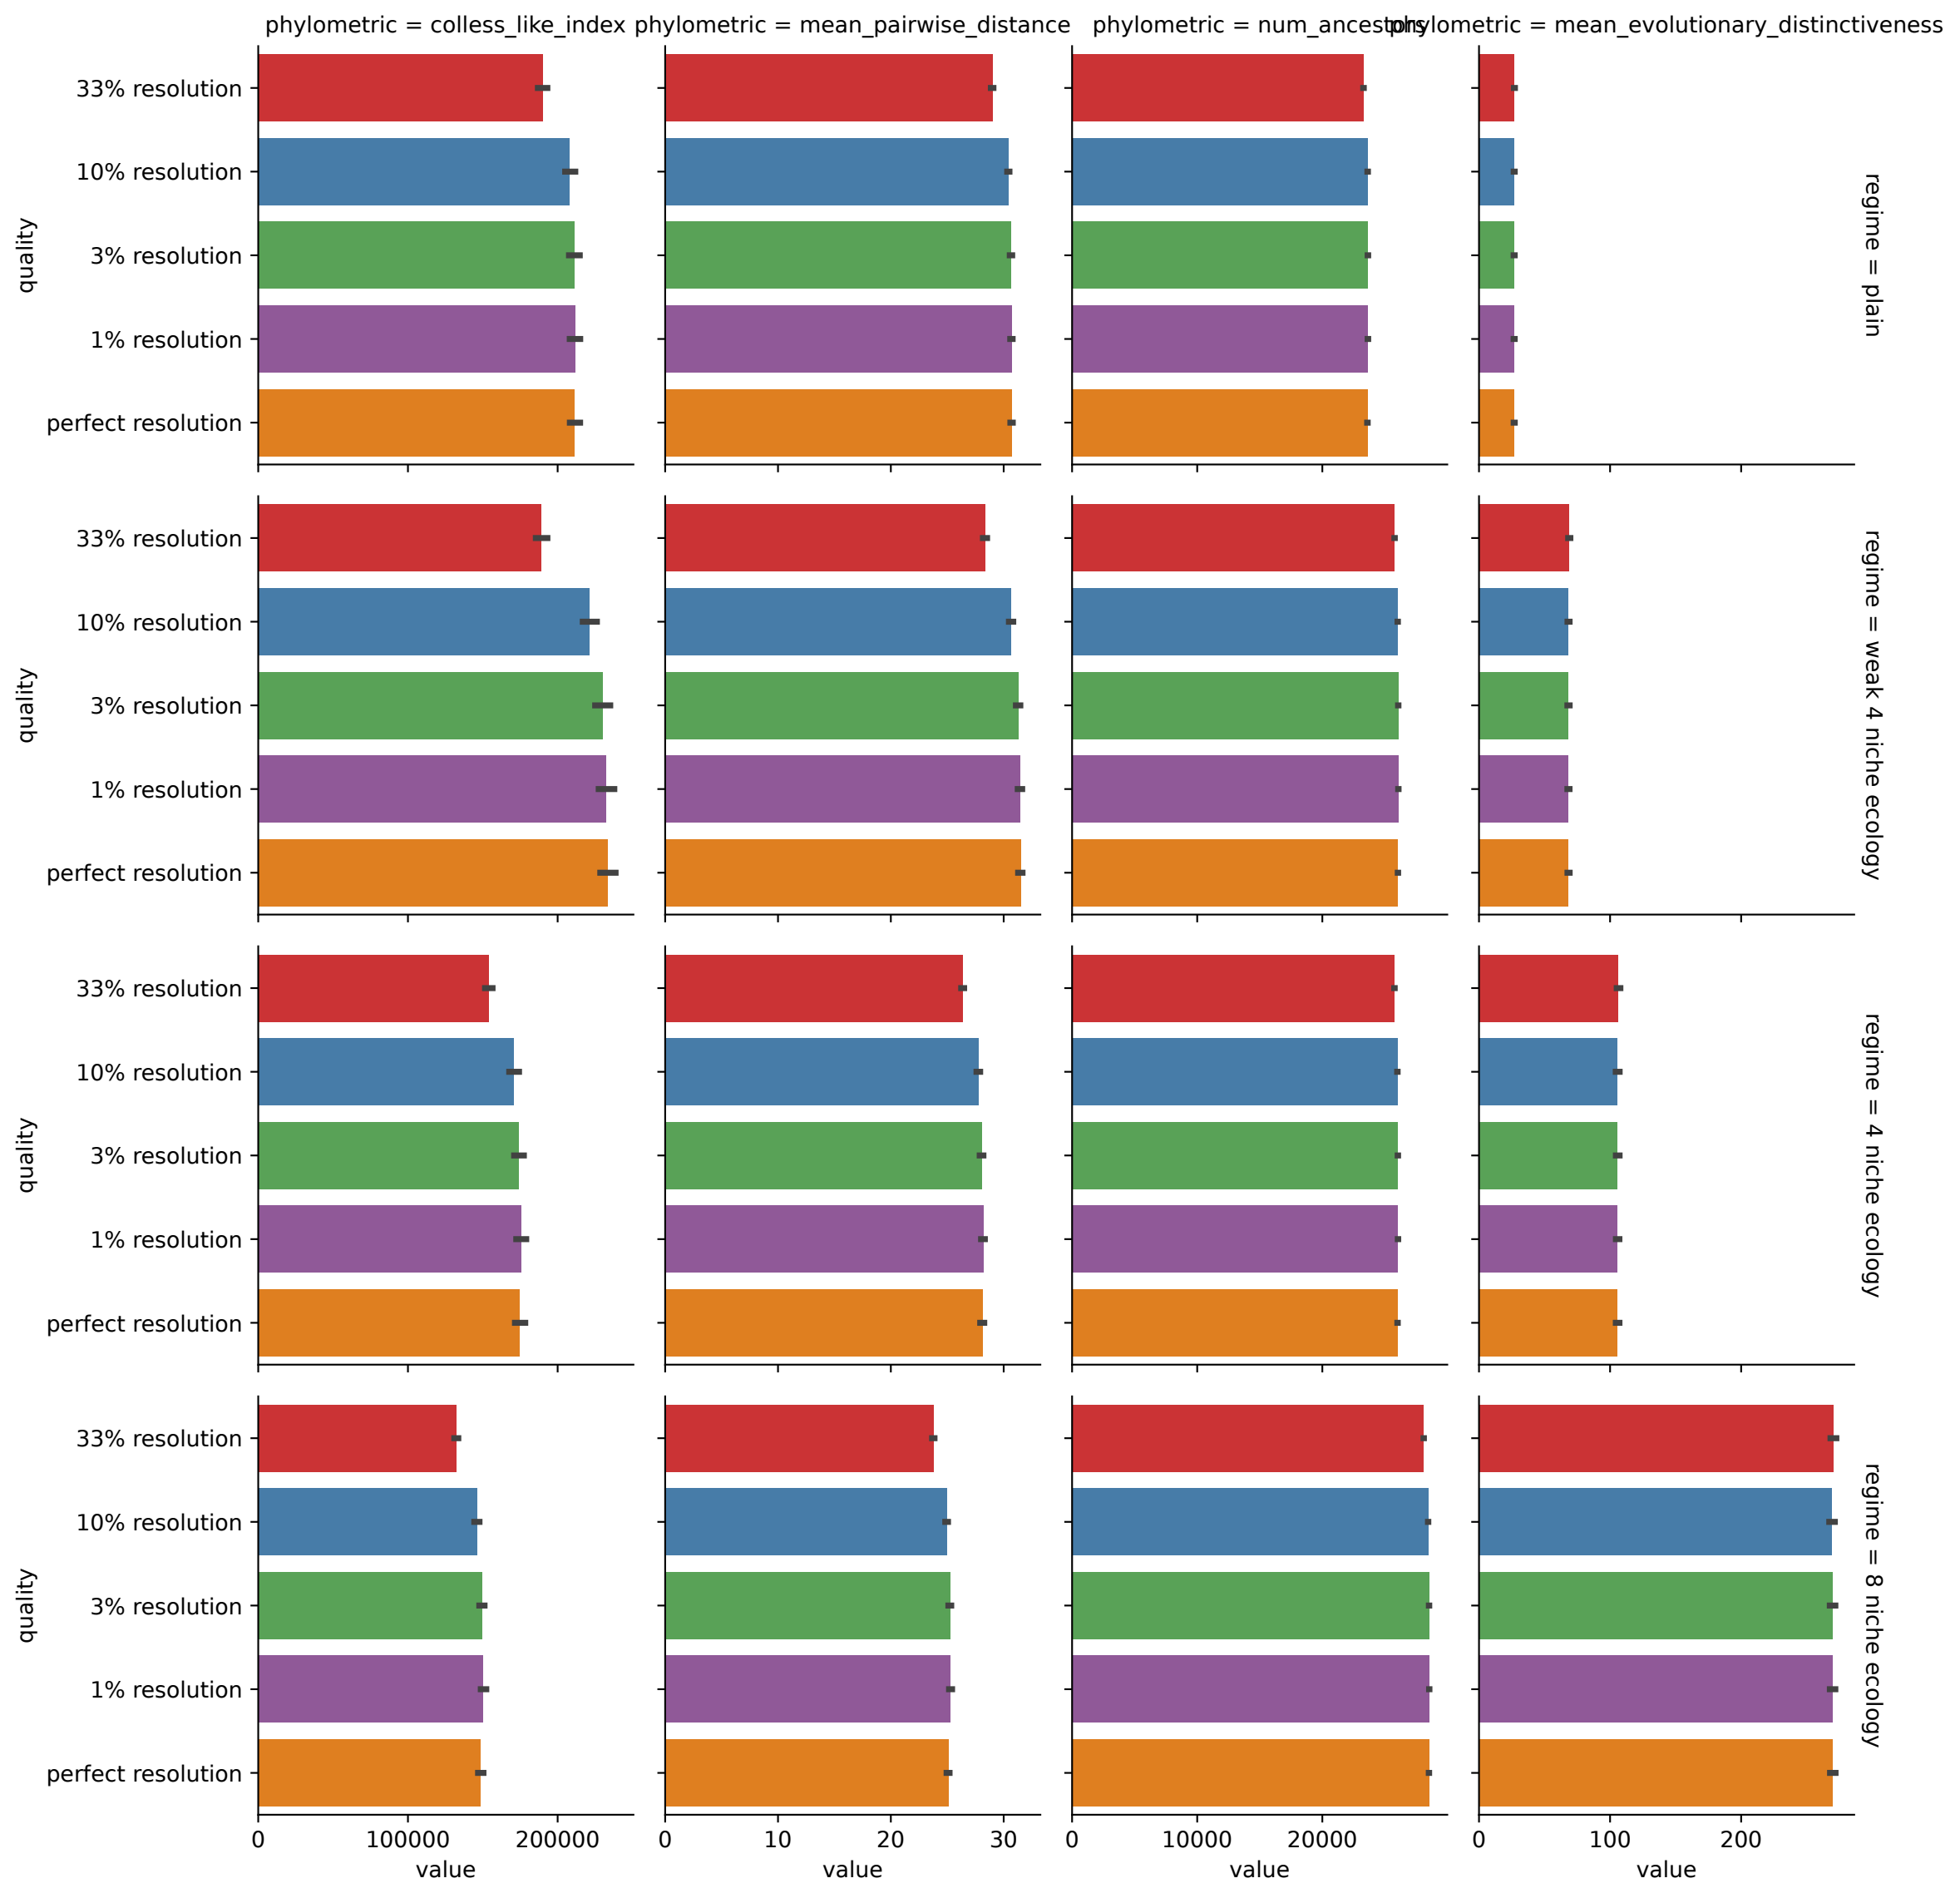 phylometric = colless_like_index
phylometric = mean_pairwise_distance
phylometric = num_ancestors
phylometric = mean_evolutionary_distinctiveness
quality
33% resolution
10% resolution
3% resolution
1% resolution
perfect resolution
regime = plain
quality
33% resolution
10% resolution
3% resolution
1% resolution
perfect resolution
regime = weak 4 niche ecology
quality
33% resolution
10% resolution
3% resolution
1% resolution
perfect resolution
regime = 4 niche ecology
quality
33% resolution
10% resolution
3% resolution
1% resolution
perfect resolution
regime = 8 niche ecology
0 100000 200000
0 10 20 30
0 10000 20000
0 100 200
value
value
value
value